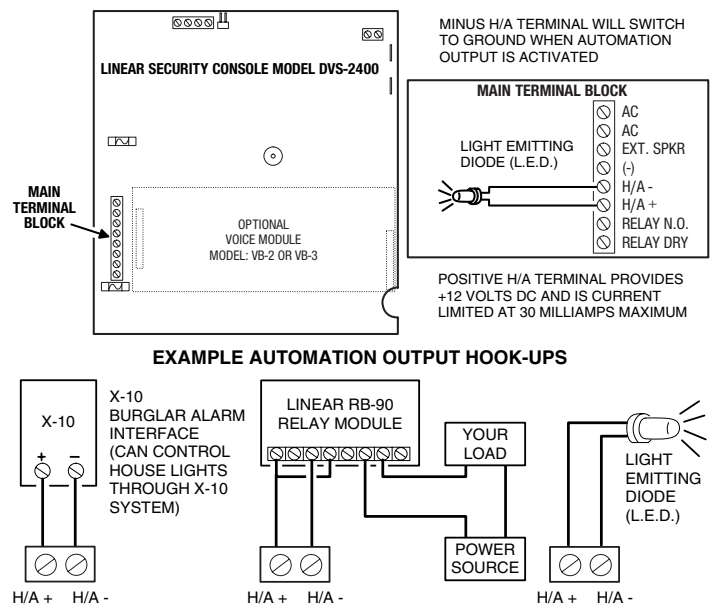 MINUS H/A TERMINAL WILL SWITCH
TO GROUND WHEN AUTOMATION
OUTPUT IS ACTIVATED
LINEAR SECURITY CONSOLE MODEL DVS-2400
MAIN
TERMINAL
BLOCK
OPTIONAL
VOICE MODULE
MODEL: VB-2 OR VB-3
MAIN TERMINAL BLOCK
LIGHT EMITTING
DIODE (L.E.D.)
AC
AC
EXT. SPKR
(-)
H/A -
H/A +
RELAY N.O.
RELAY DRY
POSITIVE H/A TERMINAL PROVIDES
+12 VOLTS DC AND IS CURRENT
LIMITED AT 30 MILLIAMPS MAXIMUM
EXAMPLE AUTOMATION OUTPUT HOOK-UPS
X-10
+ –
X-10
BURGLAR ALARM
INTERFACE
(CAN CONTROL
HOUSE LIGHTS
THROUGH X-10
SYSTEM)
H/A + H/A -
LINEAR RB-90
RELAY MODULE
YOUR
LOAD
POWER
SOURCE
H/A + H/A -
LIGHT
EMITTING
DIODE
(L.E.D.)
H/A + H/A -